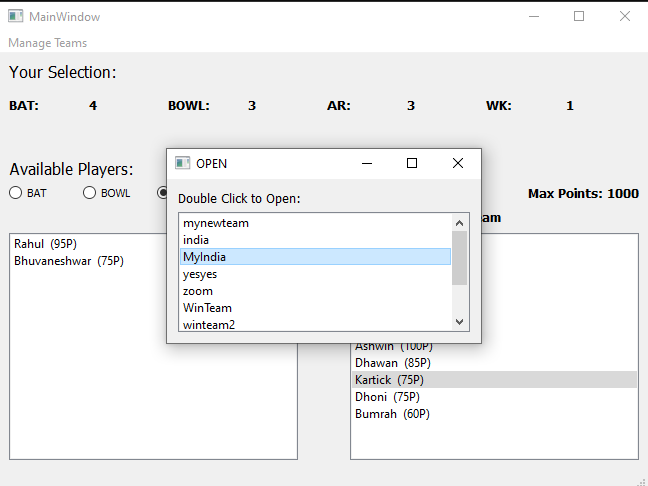 MainWindow
Manage Teams
Your Selection:
BAT: 4 BOWL: 3 AR: 3 WK: 1
Available Players:
BAT BOWL
Max Points: 1000
Rahul (95P)
Bhuvaneshwar (75P)
OPEN
Double Click to Open:
mynewteam
india
MyIndia
yesyes
zoom
WinTeam
winteam2
Ashwin (100P)
Dhawan (85P)
Kartick (75P)
Dhoni (75P)
Bumrah (60P)